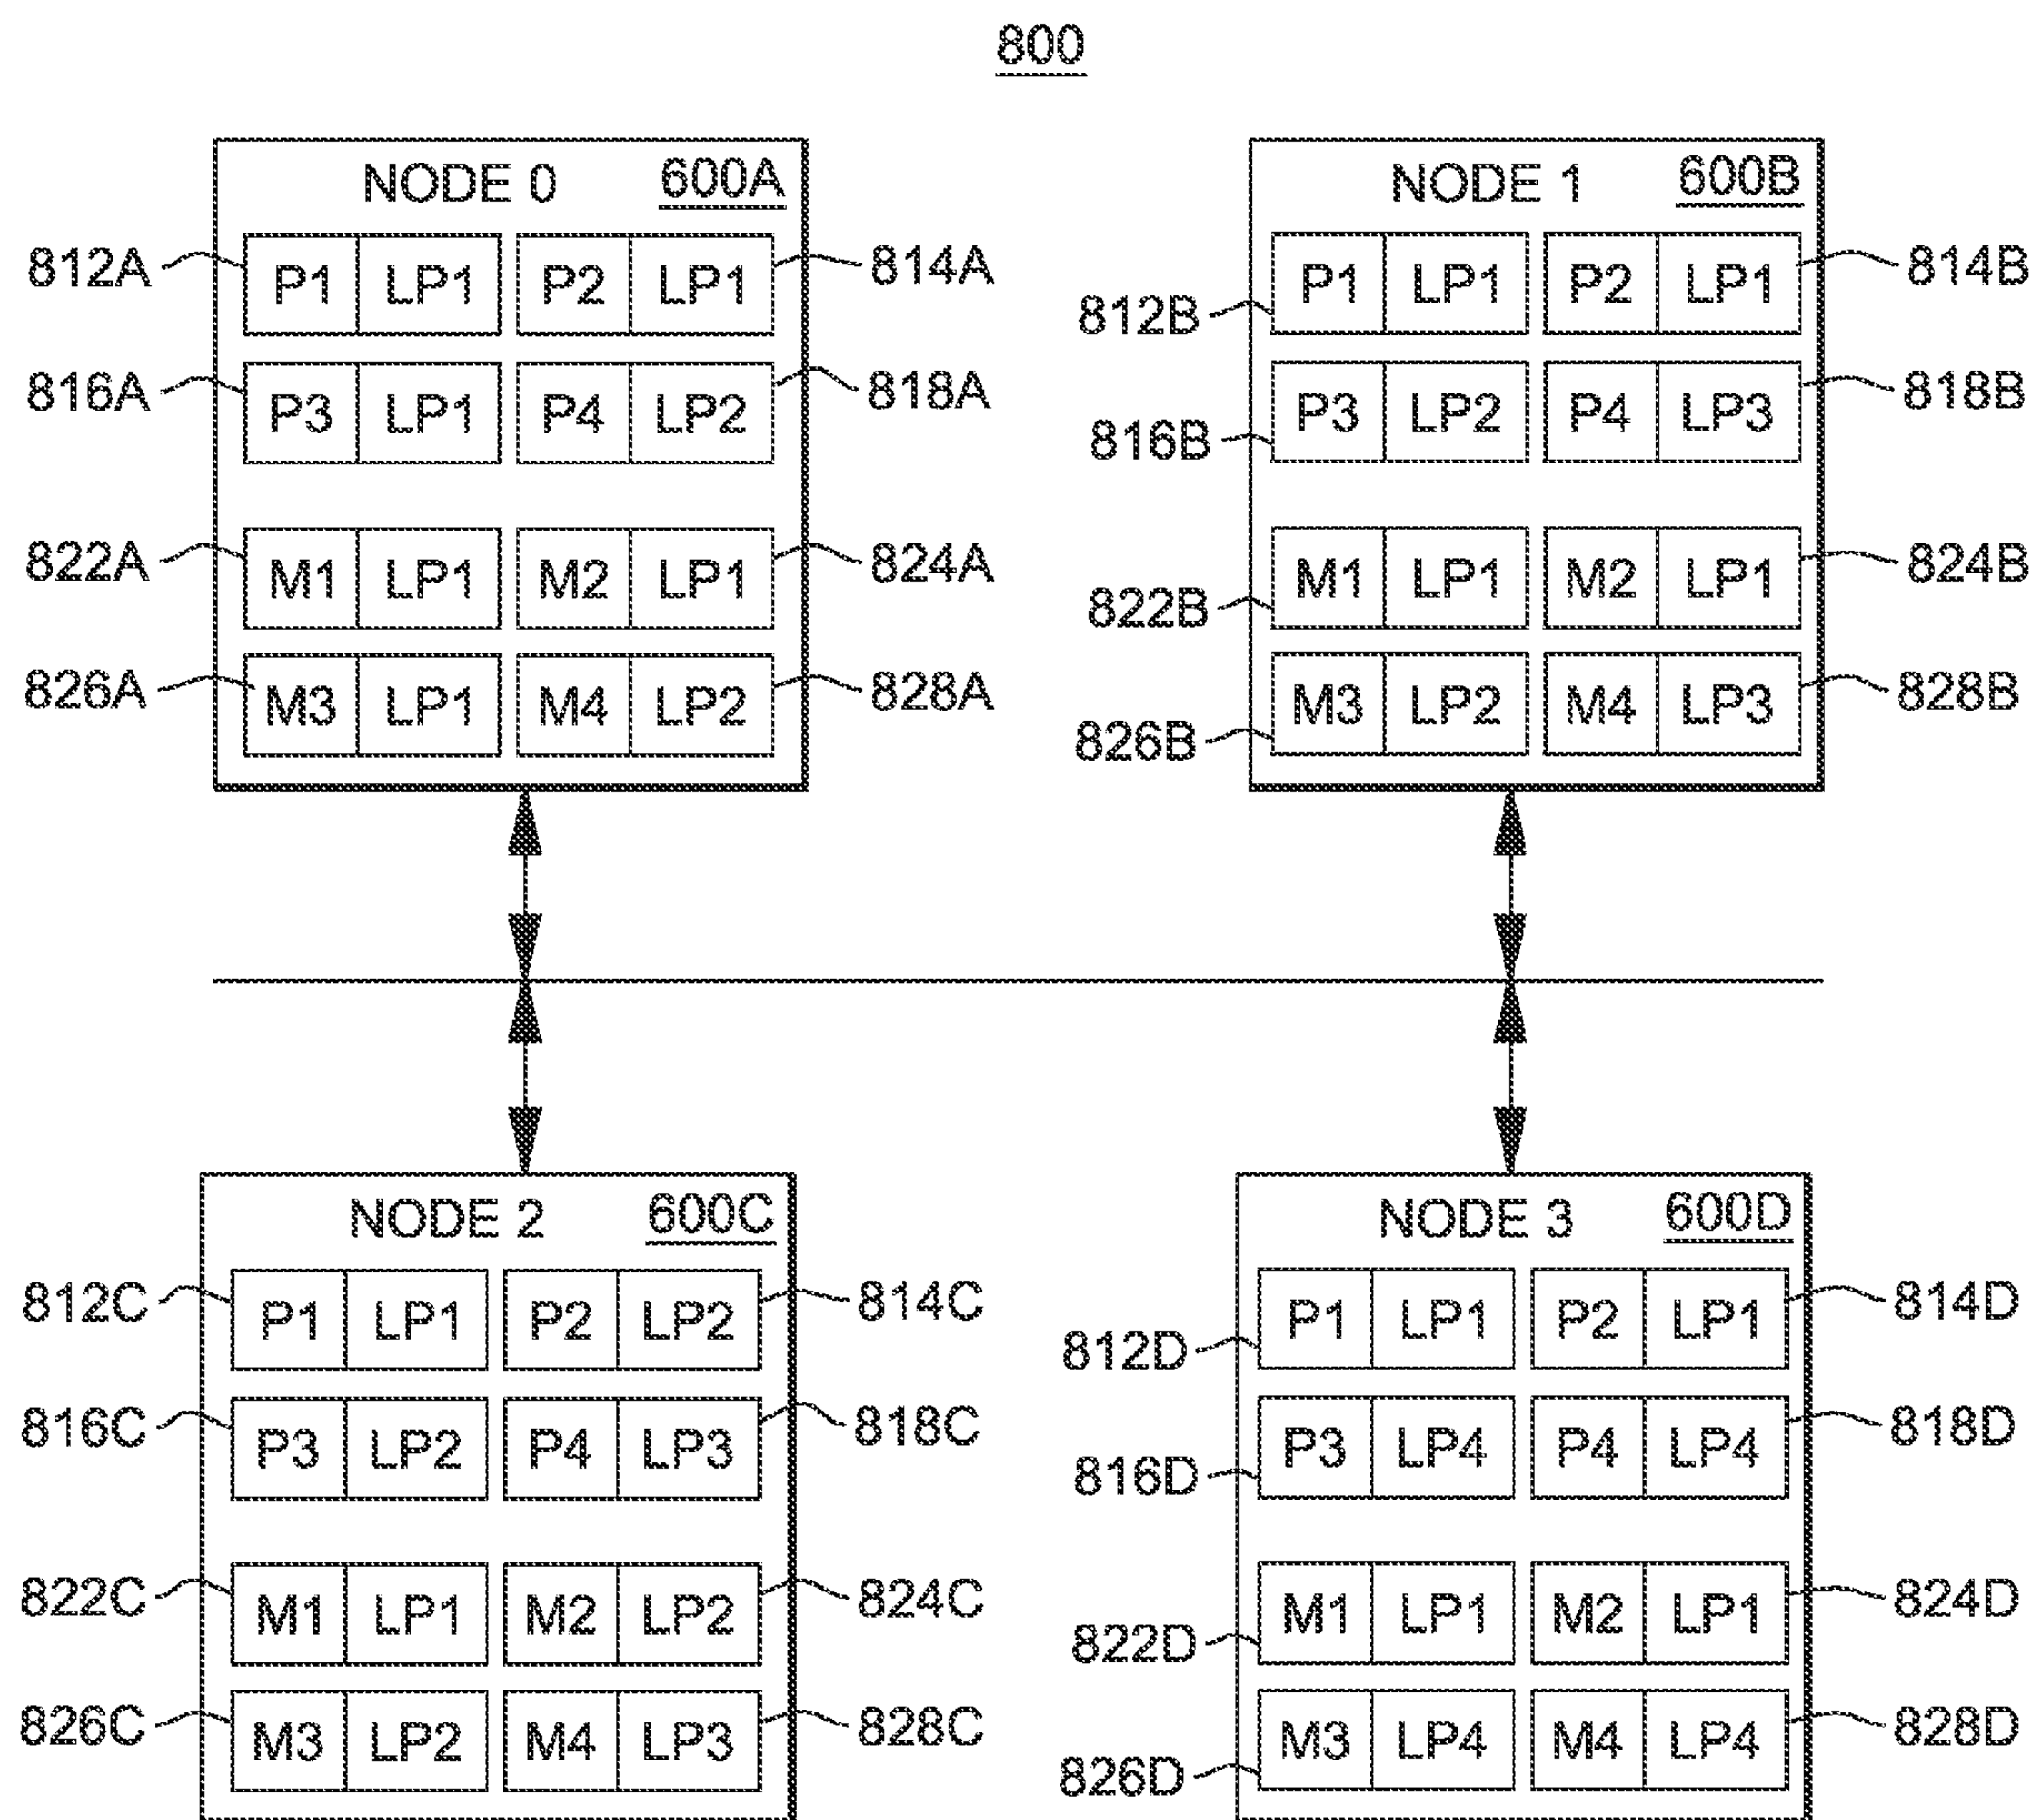 800
NODE 0 600A
812A P1 LP1 P2 LP1 814A
816A P3 LP1 P4 LP2 818A
822A M1 LP1 M2 LP1 824A
826A M3 LP1 M4 LP2 828A
NODE 1 600B
812B P1 LP1 P2 LP1 814B
816B P3 LP2 P4 LP3 818B
822B M1 LP1 M2 LP1 824B
826B M3 LP2 M4 LP3 828B
NODE 2 600C
812C P1 LP1 P2 LP2 814C
816C P3 LP2 P4 LP3 818C
822C M1 LP1 M2 LP2 824C
826C M3 LP2 M4 LP3 828C
NODE 3 600D
812D P1 LP1 P2 LP1 814D
816D P3 LP4 P4 LP4 818D
822D M1 LP1 M2 LP1 824D
826D M3 LP4 M4 LP4 828D